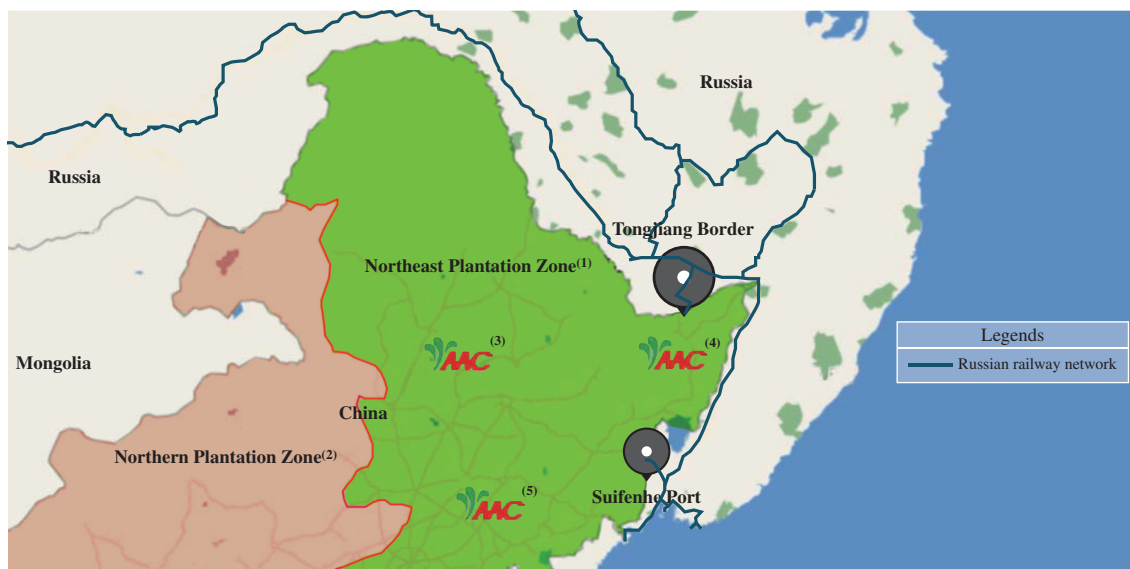 Russia
Russia
Tongjiang Border
Northeast Plantation Zone(1)
AAC (3)
AAC (4)
Mongolia
China
Northern Plantation Zone(2)
AAC (5)
Suifenhe Port
Legends
Russian railway network